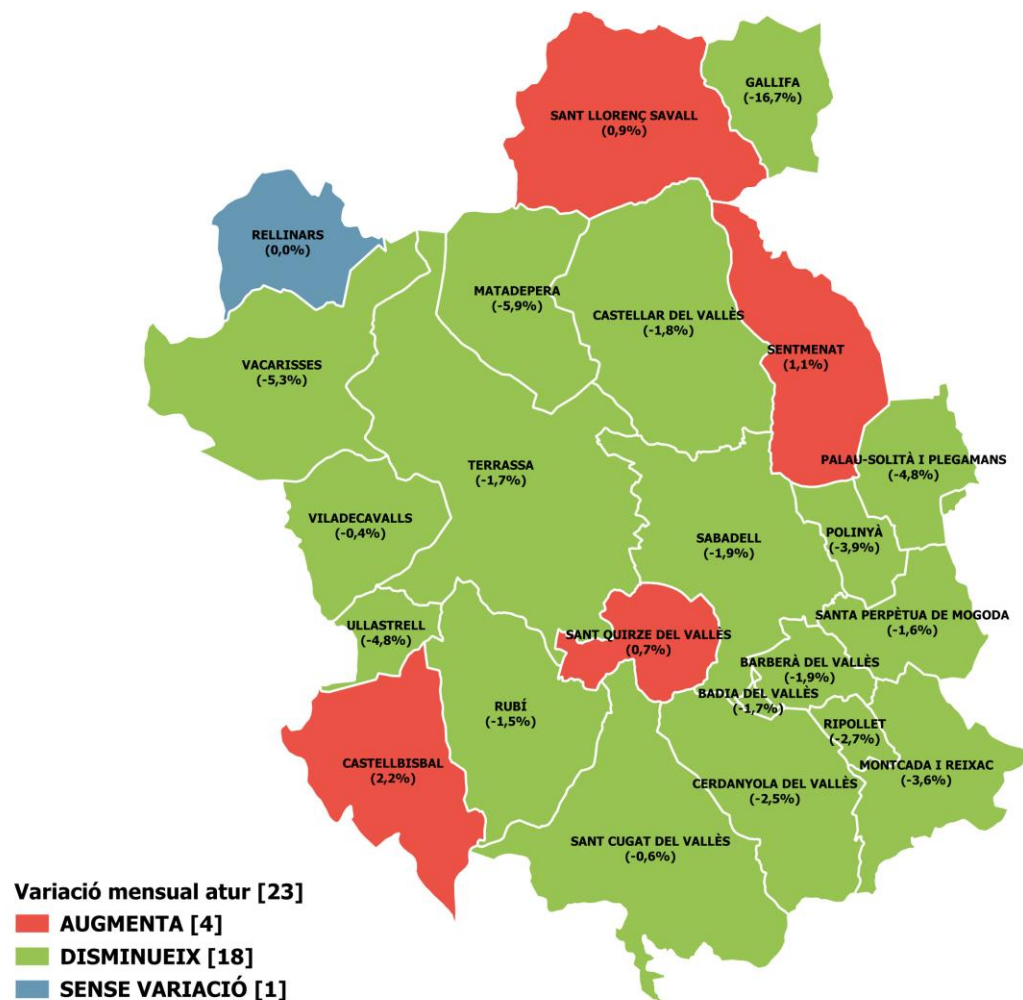 GALLIFA
(-16,7%)
SANT LLORENÇ SAVALL
(0,9%)
RELLINARS
(0,0%)
MATADEPERA
(-5,9%)
CASTELLAR DEL VALLÈS
(-1,8%)
SENTMENAT
(1,1%)
VACARISSES
(-5,3%)
TERRASSA
(-1,7%)
PALAU-SOLITÀ I PLEGAMANS
(-4,8%)
VILADECAVALLS
(-0,4%)
SABADELL
(-1,9%)
POLINYÀ
(-3,9%)
ULLASTRELL
(-4,8%)
SANT QUIRZE DEL VALLÈS
(0,7%)
SANTA PERPÈTUA DE MOGODA
(-1,6%)
BARBERÀ DEL VALLÈS
(-1,9%)
BADIA DEL VALLÈS
(-1,7%)
RUBÍ
(-1,5%)
RIPOLLET
(-2,7%)
CASTELLBISBAL
(2,2%)
MONTCADA I REIXAC
(-3,6%)
CERDANYOLA DEL VALLÈS
(-2,5%)
SANT CUGAT DEL VALLÈS
(-0,6%)
Variació mensual atur [23]
AUGMENTA [4]
DISMINUEIX [18]
SENSE VARIACIÓ [1]